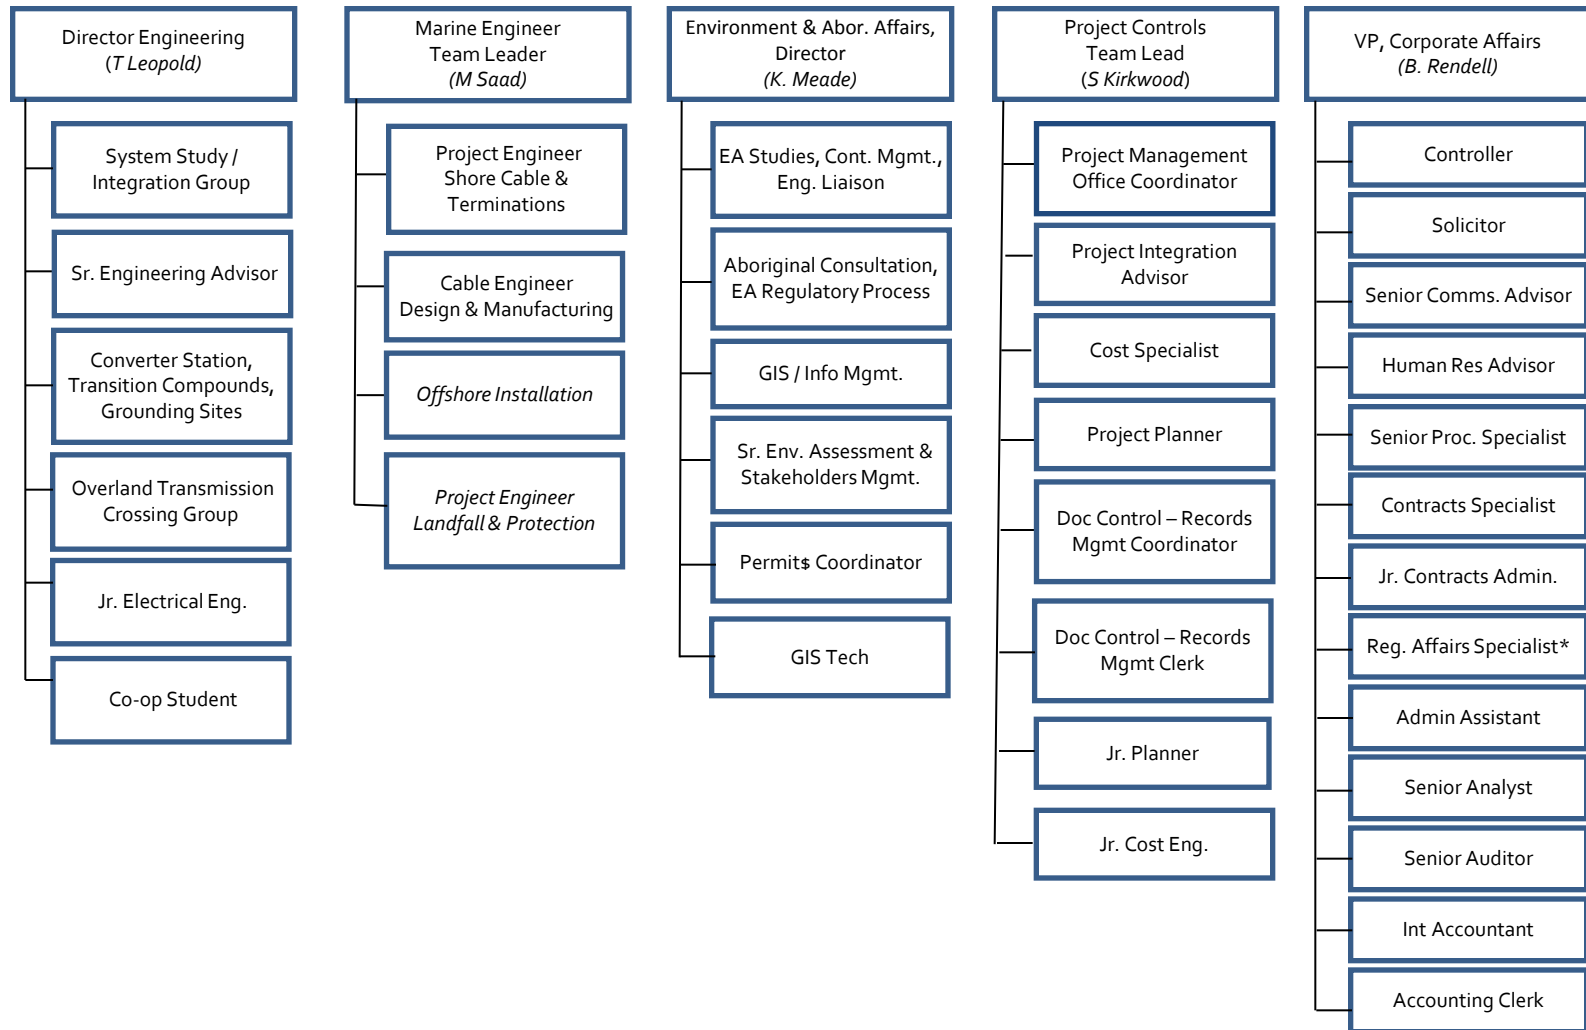 Director Engineering
(T Leopold)
System Study /
Integration Group
Sr. Engineering Advisor
Converter Station,
Transition Compounds,
Grounding Sites
Overland Transmission
Crossing Group
Jr. Electrical Eng.
Co-op Student
Marine Engineer
Team Leader
(M Saad)
Project Engineer
Shore Cable &
Terminations
Cable Engineer
Design & Manufacturing
Offshore Installation
Project Engineer
Landfall & Protection
Environment & Abor. Affairs,
Director
(K. Meade)
EA Studies, Cont. Mgmt.,
Eng. Liaison
Aboriginal Consultation,
EA Regulatory Process
GIS / Info Mgmt.
Sr. Env. Assessment &
Stakeholders Mgmt.
Permit$ Coordinator
GIS Tech
Project Controls
Team Lead
(S Kirkwood)
Project Management
Office Coordinator
Project Integration
Advisor
Cost Specialist
Project Planner
Doc Control – Records
Mgmt Coordinator
Doc Control – Records
Mgmt Clerk
Jr. Planner
Jr. Cost Eng.
VP, Corporate Affairs
(B. Rendell)
Controller
Solicitor
Senior Comms. Advisor
Human Res Advisor
Senior Proc. Specialist
Contracts Specialist
Jr. Contracts Admin.
Reg. Affairs Specialist*
Admin Assistant
Senior Analyst
Senior Auditor
Int Accountant
Accounting Clerk